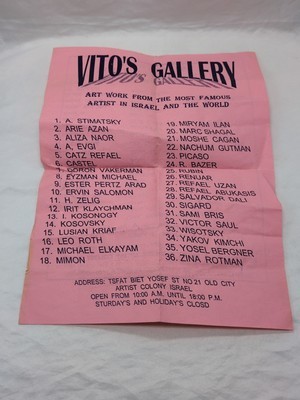 VITO'S GALLERY
ART WORK FROM THE MOST FAMOUS
ARTIST IN ISRAEL AND THE WORLD
1. A. STIMATSKY
2. ARIE AZAN
3. ALIZA NAOR
4. A, EVGI
5. CATZ REFAEL
6. CASTEL
7. GORON VAKERMAN
8. EYZMAN MICHAEL
9. ESTER PERTZ ARAD
10. ERVIN SALOMON
11. H. ZELIG
12. IRIT KLAYCHMAN
13. I. KOSONOGY
14. KOSOVSKY
15. LUSIAN KRIAF
16. LEO ROTH
17. MICHAEL ELKAYAM
18. MIMON
19. MIRYAM ILAN
20. MARC SHAGAL
21. MOSHE CAGAN
22. NACHUM GUTMAN
23. PICASO
24. R. BAZER
25. RUBIN
26. RENUAR
27. REFAEL UZAN
28. REFAEL ABUKASIS
29. SALVADOR DALI
30. SIGARD
31. SAMI BRIS
32. VICTOR SAUL
33. WISOTSKY
34. YAKOV KIMCHI
35. YOSEL BERGNER
36. ZINA ROTMAN
ADDRESS: TSFAT BIET YOSEF ST NO 21 OLD CITY
ARTIST COLONY ISRAEL
OPEN FROM 10:00 A.M. UNTIL 18:00 P.M.
STURDAY'S AND HOLIDAY'S CLOSD